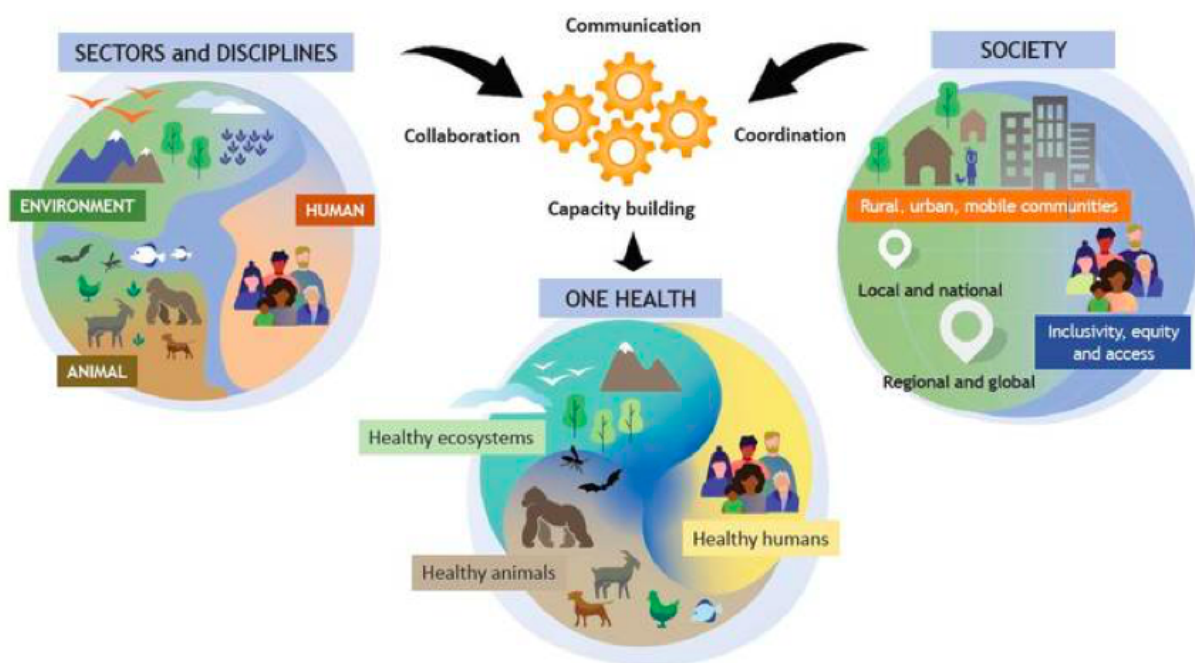 Communication
SECTORS and DISCIPLINES
SOCIETY
Collaboration
Coordination
ENVIRONMENT
HUMAN
Rural, urban, mobile communities
Capacity building
Local and national
ONE HEALTH
Inclusivity, equity
and access
ANIMAL
Regional and global
Healthy ecosystems
Healthy humans
Healthy animals